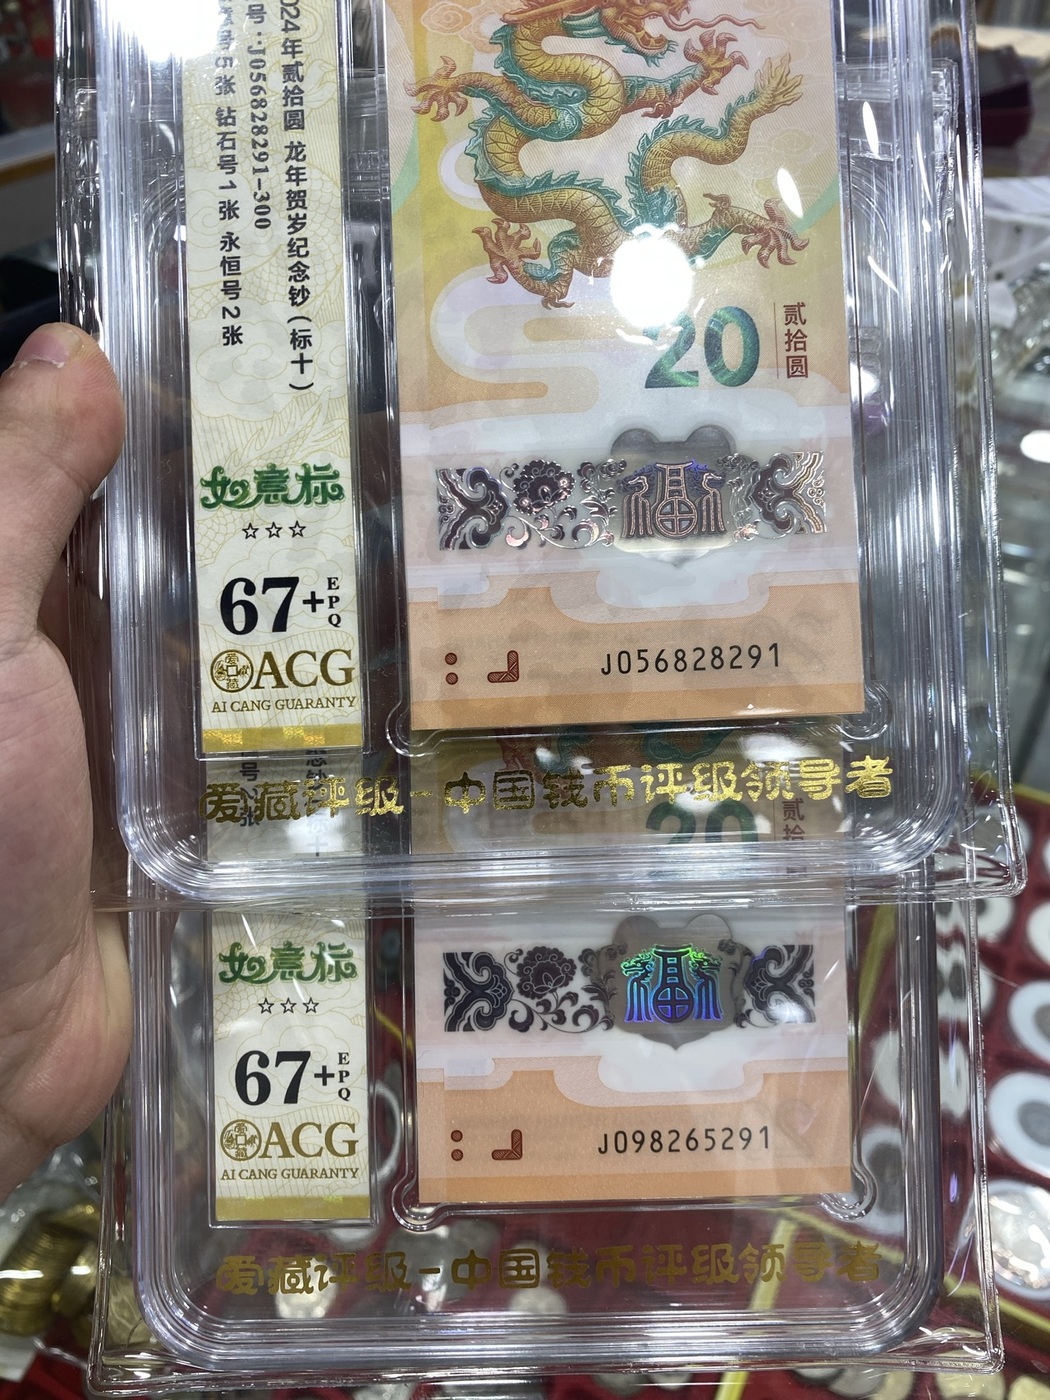 024年贰拾圆 龙年贺岁纪念钞(标十)
号:J056828291-300
5张 钻石号1张 永恒号2张
如意标
☆☆☆
67+EPQ
ACG
AI CANG GUARANTY
20
贰拾圆
J056828291
爱藏评级-中国钱币评级领导者
号
张
20
贰拾
如意标
☆☆☆
67+EPQ
ACG
AI CANG GUARANTY
J098265291
爱藏评级-中国钱币评级领导者